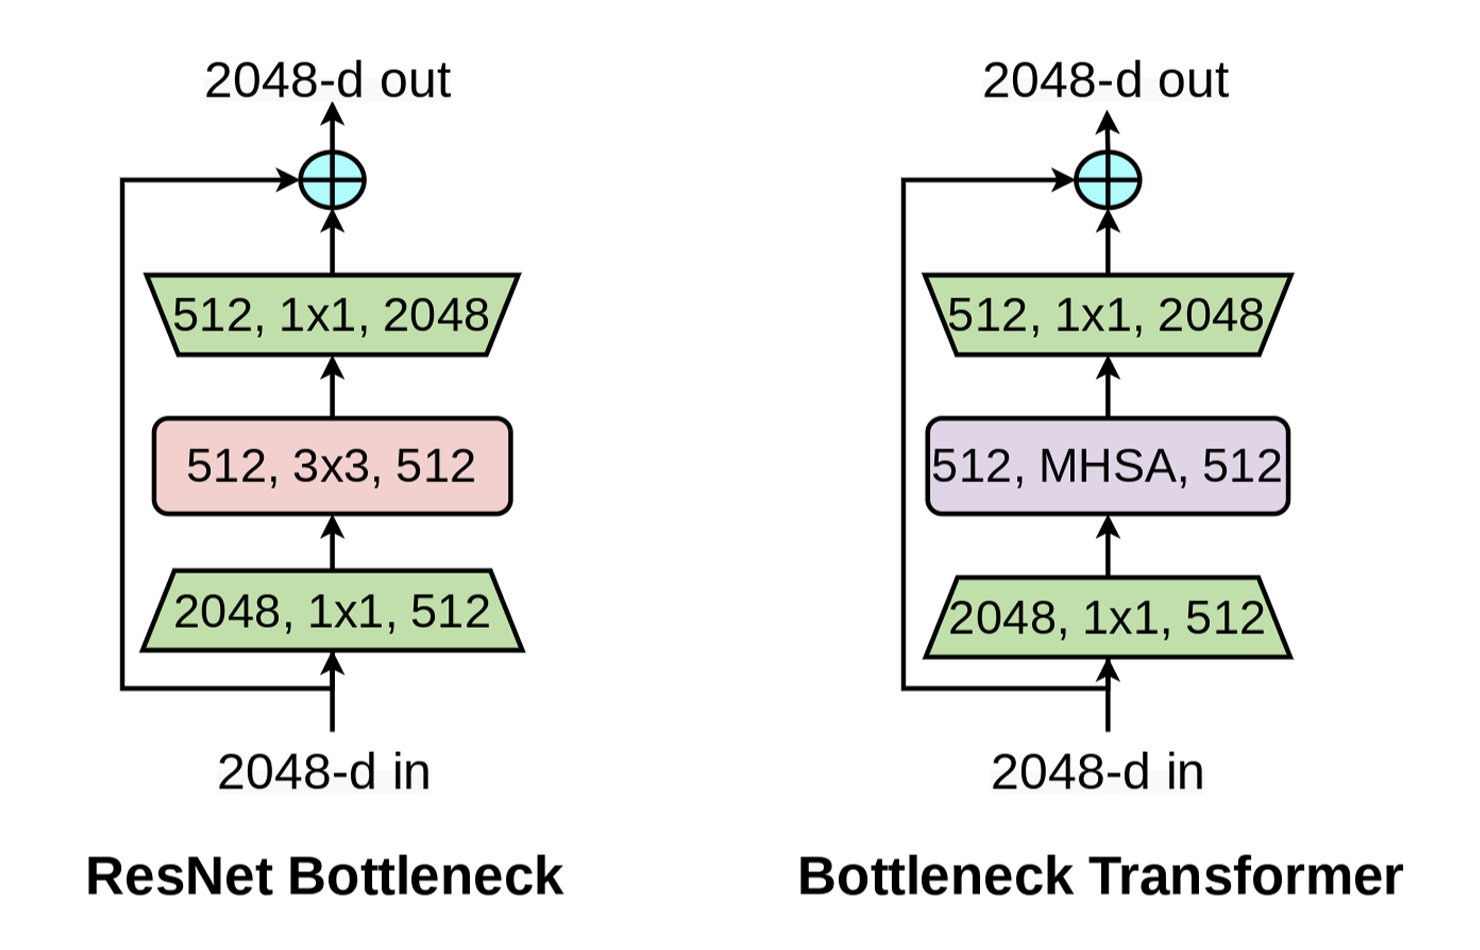 2048-d out
512, 1x1, 2048
512, 3x3, 512
2048, 1x1, 512
2048-d in
ResNet Bottleneck
2048-d out
512, 1x1, 2048
512, MHSA, 512
2048, 1x1, 512
2048-d in
Bottleneck Transformer